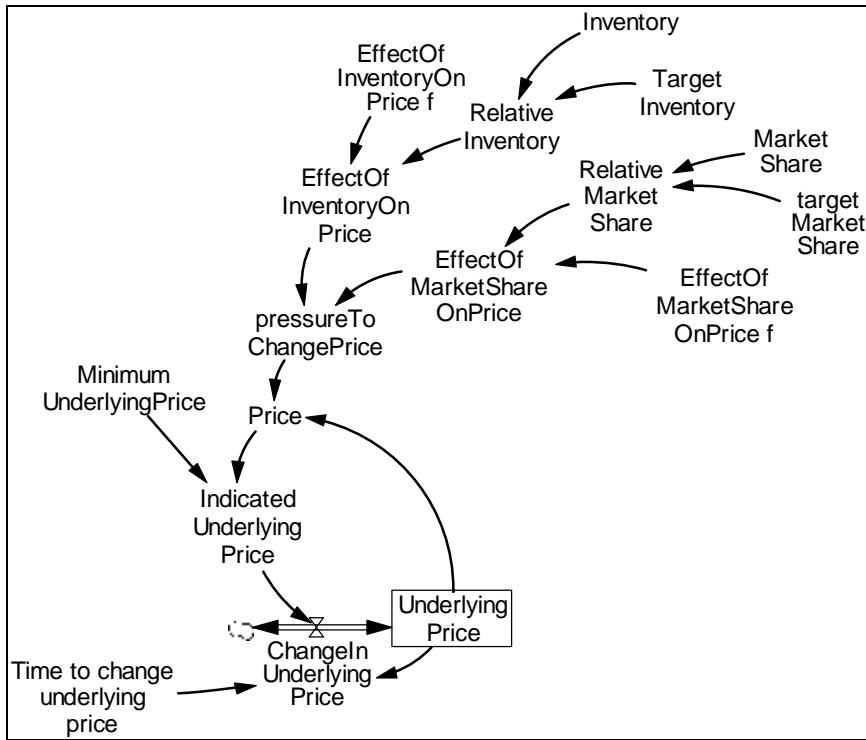 Inventory
EffectOf
InventoryOn
Price f
Target
Inventory
Relative
Inventory
Market
Share
EffectOf
InventoryOn
Price
Relative
Market
Share
target
Market
Share
EffectOf
MarketShare
OnPrice
EffectOf
MarketShare
OnPrice f
pressureTo
ChangePrice
Minimum
UnderlyingPrice
Price
Indicated
Underlying
Price
Underlying
Price
ChangeIn
Underlying
Price
Time to change
underlying
price